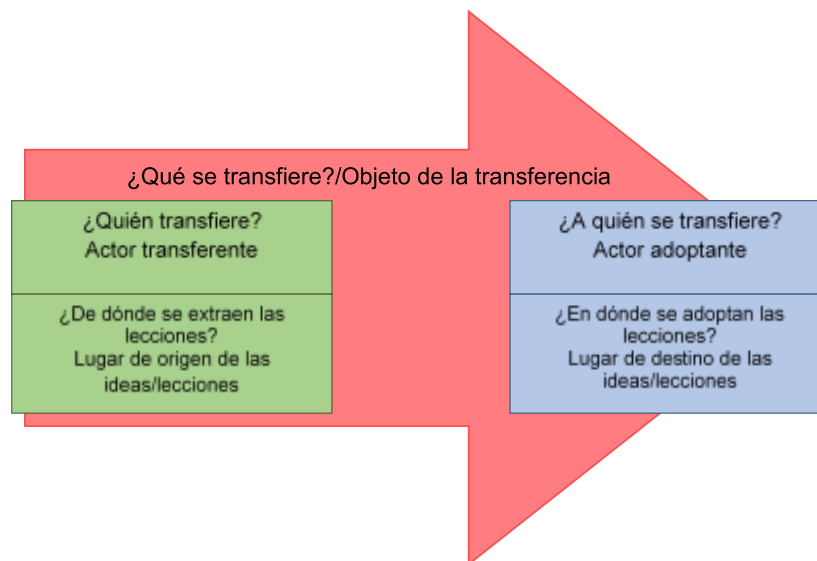 ¿Qué se transfiere?/Objeto de la transferencia
¿Quién transfiere?
Actor transferente
¿De dónde se extraen las
lecciones?
Lugar de origen de las
ideas/lecciones
¿A quién se transfiere?
Actor adoptante
¿En dónde se adoptan las
lecciones?
Lugar de destino de las
ideas/lecciones